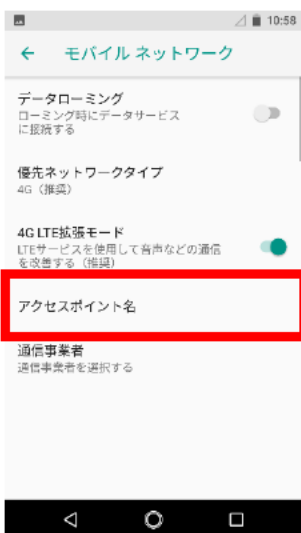 10:58
モバイル ネットワーク
データローミング
ローミング時にデータサービス
に接続する
優先ネットワークタイプ
4G（推奨）
4G LTE拡張モード
LTEサービスを使用して音声などの通信
を改善する（推奨）
アクセスポイント名
通信事業者
通信事業者を選択する